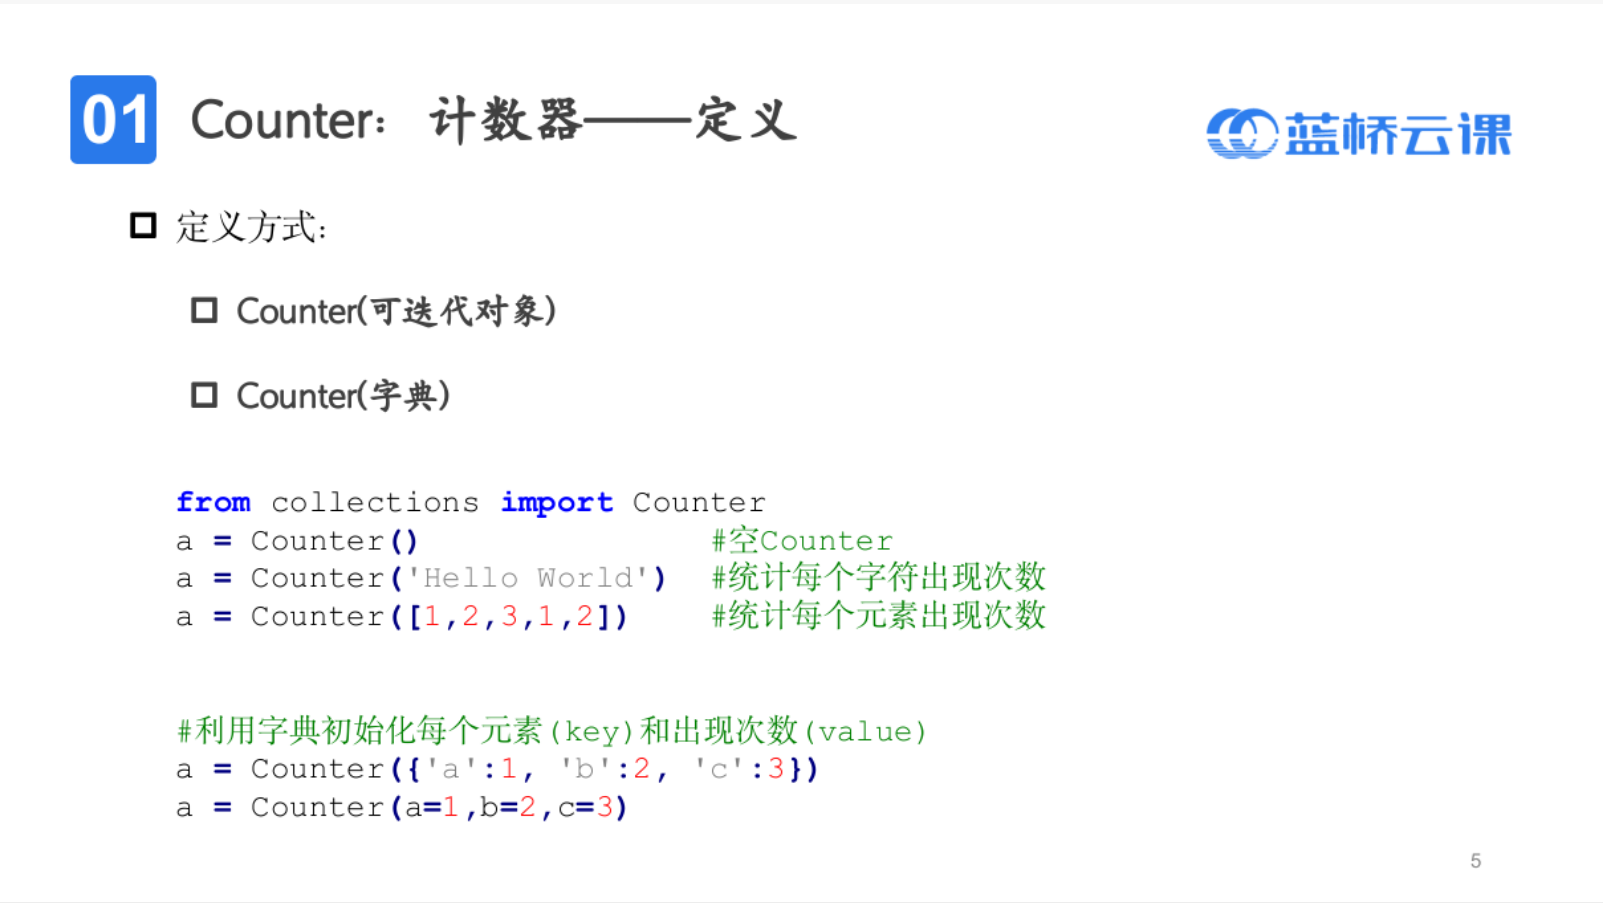 01 Counter： 计数器——定义
蓝桥云课
定义方式：
Counter(可迭代对象)
Counter(字典)
from collections import Counter
a = Counter() #空Counter
a = Counter('Hello World') #统计每个字符出现次数
a = Counter([1,2,3,1,2]) #统计每个元素出现次数
#利用字典初始化每个元素(key)和出现次数(value)
a = Counter({'a':1, 'b':2, 'c':3})
a = Counter(a=1,b=2,c=3)
5